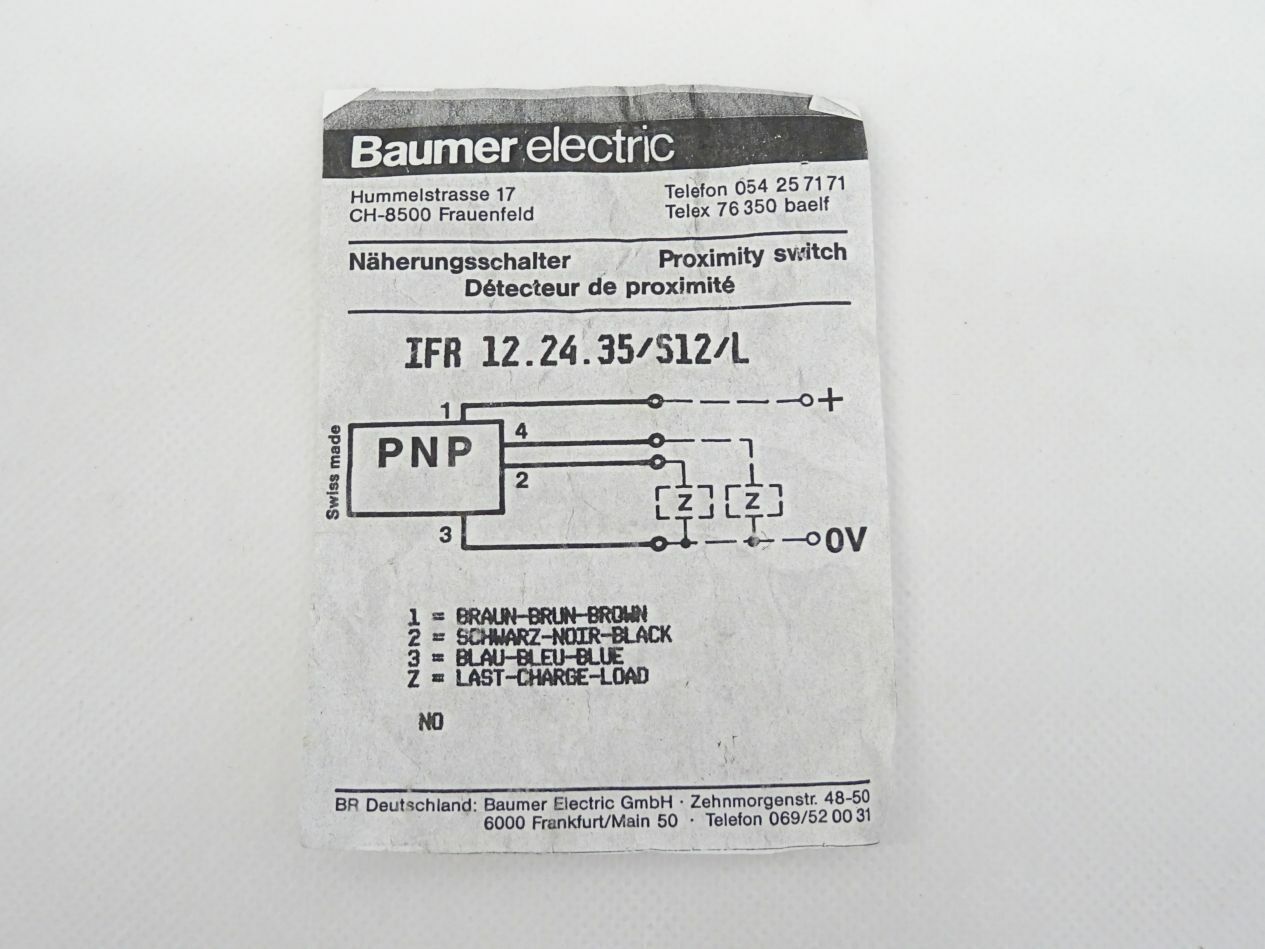 Baumer electric
Hummelstrasse 17
CH-8500 Frauenfeld
Telefon 054 25 71 71
Telex 76 350 baelf
Näherungsschalter Proximity switch
Détecteur de proximité
IFR 12.24.35/S12/L
1
+
4
PNP
Swiss made
2
Z Z
3
0V
1 = BRAUN-BRUN-BROWN
2 = SCHWARZ-NOIR-BLACK
3 = BLAU-BLEU-BLUE
Z = LAST-CHARGE-LOAD
NO
BR Deutschland: Baumer Electric GmbH · Zehnmorgenstr. 48-50
6000 Frankfurt/Main 50 · Telefon 069/52 00 31